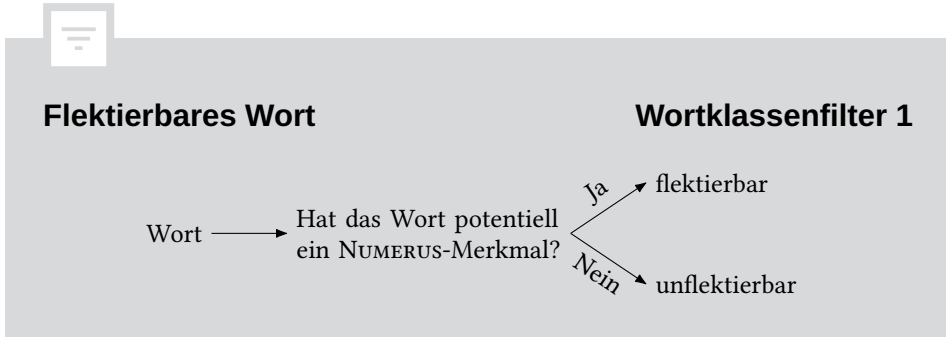 Flektierbares Wort Wortklassenfilter 1
Ja flektierbar
Wort Hat das Wort potentiell
ein Numerus-Merkmal?
Nein unflektierbar